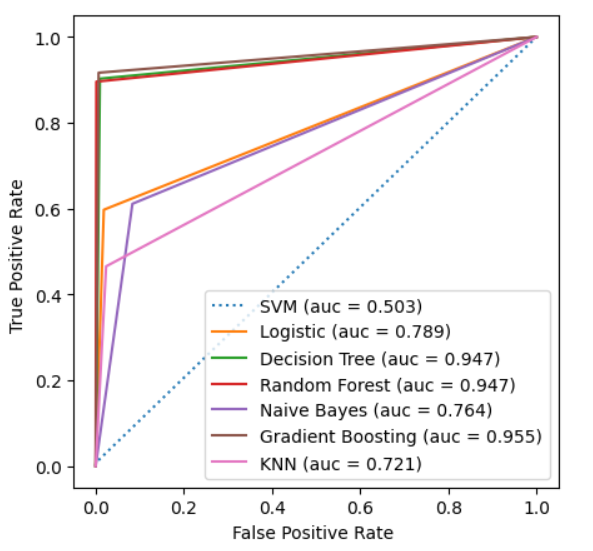 1.0
0.8
0.6
0.4
0.2
0.0
True Positive Rate
SVM (auc = 0.503)
Logistic (auc = 0.789)
Decision Tree (auc = 0.947)
Random Forest (auc = 0.947)
Naive Bayes (auc = 0.764)
Gradient Boosting (auc = 0.955)
KNN (auc = 0.721)
0.0 0.2 0.4 0.6 0.8 1.0
False Positive Rate